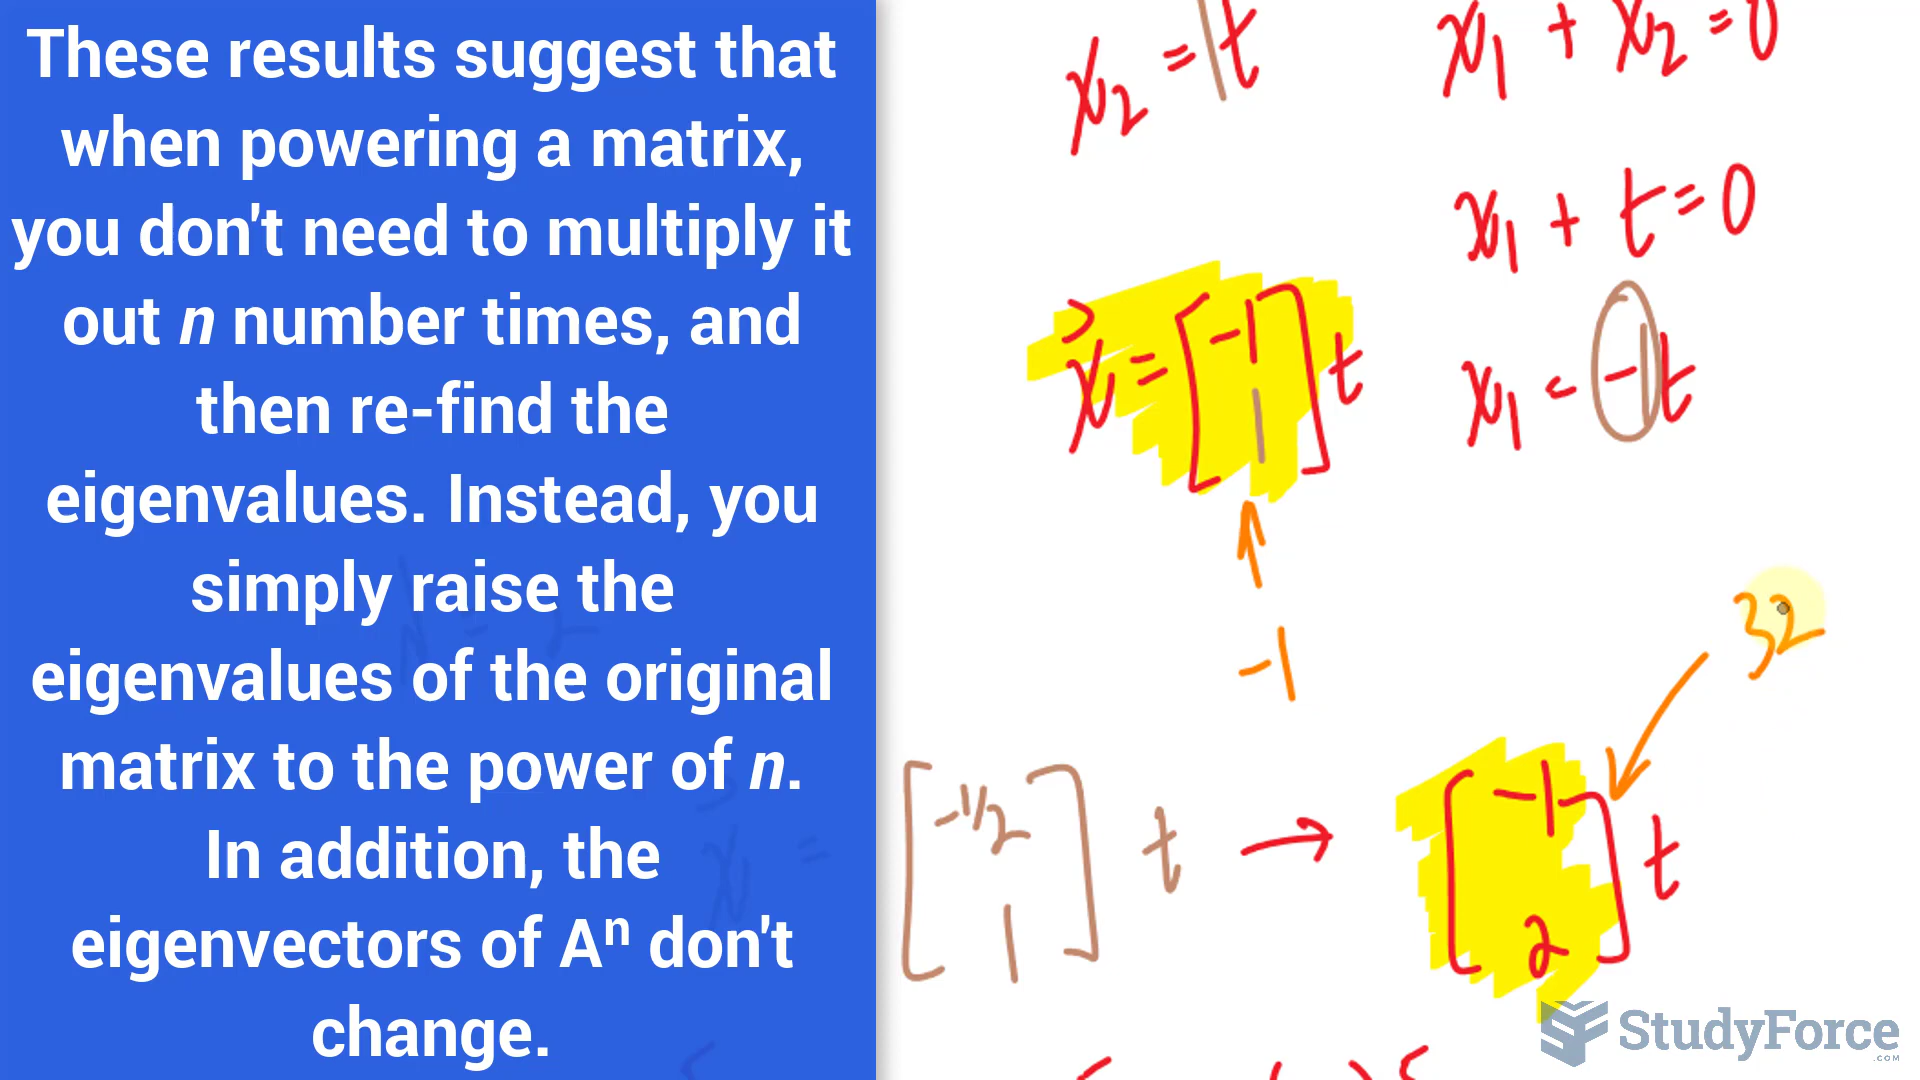 These results suggest that
when powering a matrix,
you don't need to multiply it
out n number times, and
then re-find the
eigenvalues. Instead, you
simply raise the
eigenvalues of the original
matrix to the power of n.
In addition, the
eigenvectors of Aⁿ don't
change.
x₂ = 1t
x₁ + x₂ = 0
x₁ + t = 0
x⃗ = [-1 1] t
x₁ = -1t
-1
32
[-1/2 1] t → [-1 2] t
StudyForce
.COM